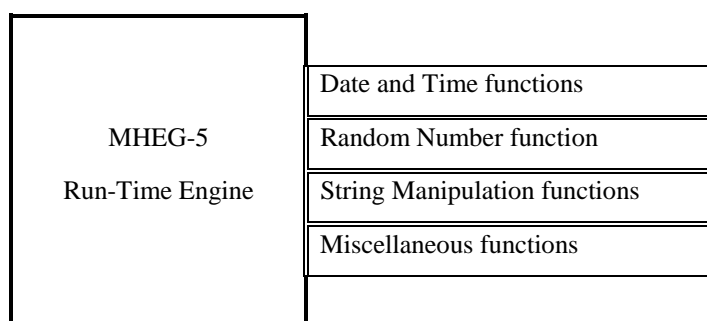 MHEG-5
Run-Time Engine
Date and Time functions
Random Number function
String Manipulation functions
Miscellaneous functions